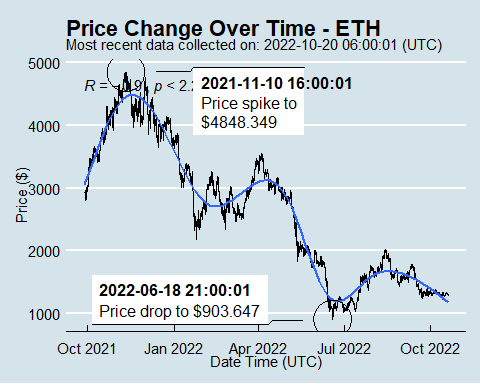 Price Change Over Time - ETH
Most recent data collected on: 2022-10-20 06:00:01 (UTC)
5000
4000
3000
2000
1000
Price ($)
R =
p < 2.2
2021-11-10 16:00:01
Price spike to
$4848.349
2022-06-18 21:00:01
Price drop to $903.647
Oct 2021
Jan 2022
Apr 2022
Jul 2022
Oct 2022
Date Time (UTC)